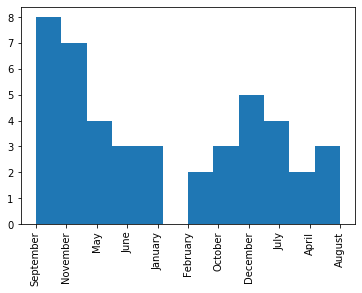 8
7
6
5
4
3
2
1
0
September
November
May
June
January
February
October
December
July
April
August